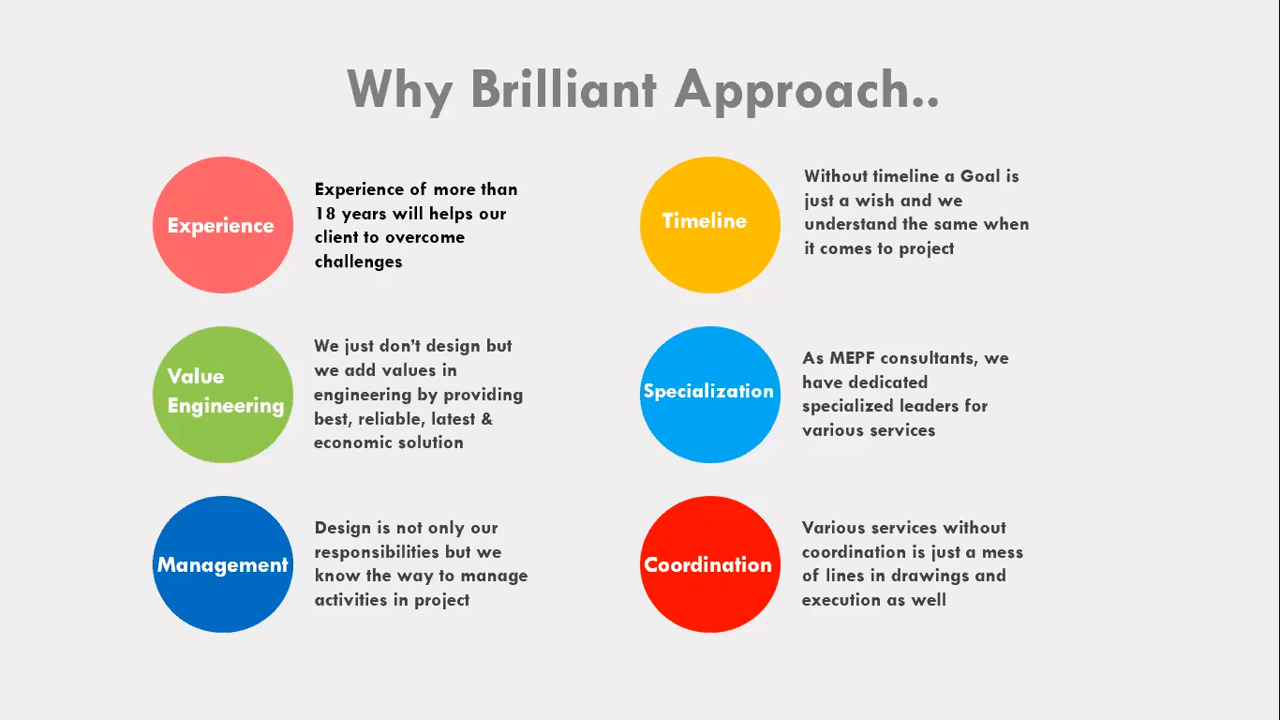 Why Brilliant Approach..
Experience
Experience of more than
18 years will helps our
client to overcome
challenges
Timeline
Without timeline a Goal is
just a wish and we
understand the same when
it comes to project
Value
Engineering
We just don't design but
we add values in
engineering by providing
best, reliable, latest &
economic solution
Specialization
As MEPF consultants, we
have dedicated
specialized leaders for
various services
Management
Design is not only our
responsibilities but we
know the way to manage
activities in project
Coordination
Various services without
coordination is just a mess
of lines in drawings and
execution as well